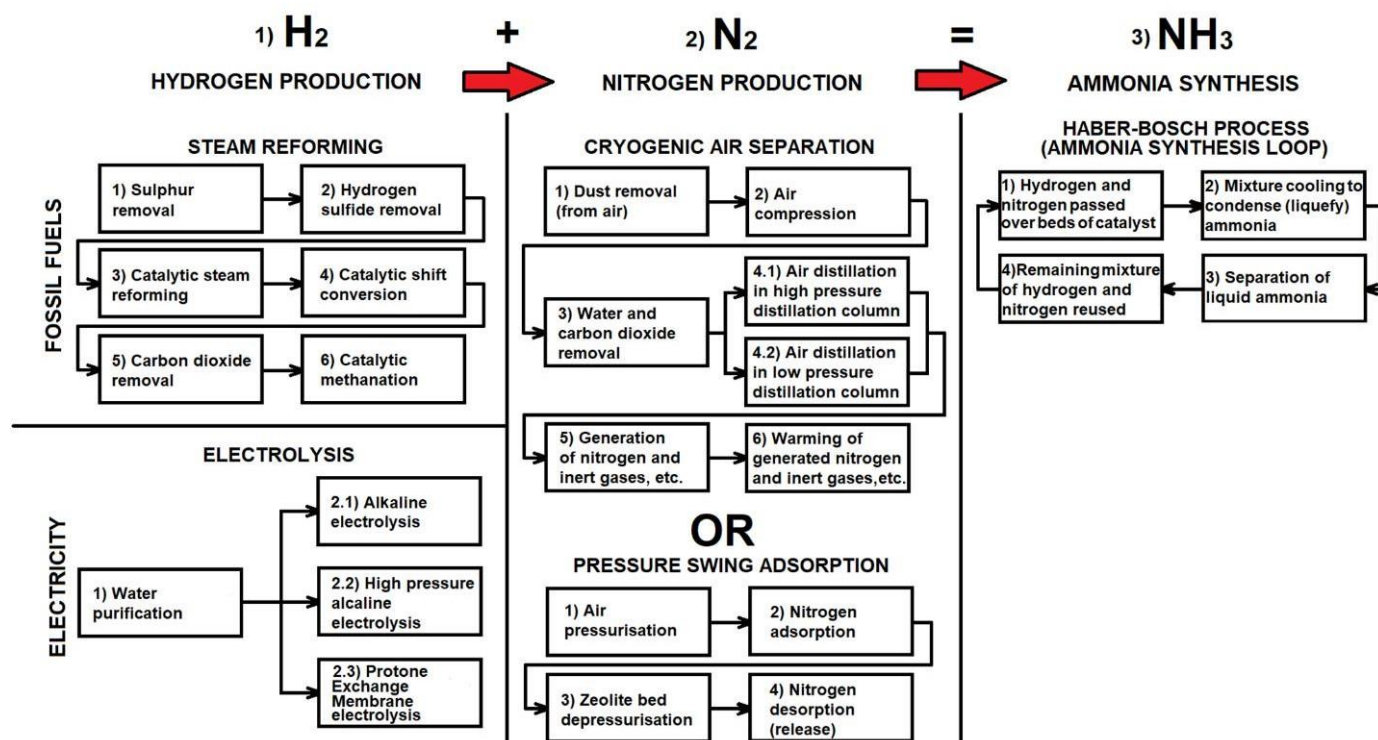 1) H2 + 2) N2 = 3) NH3
HYDROGEN PRODUCTION
NITROGEN PRODUCTION
AMMONIA SYNTHESIS
FOSSIL FUELS
STEAM REFORMING
1) Sulphur
removal
2) Hydrogen
sulfide removal
3) Catalytic steam
reforming
4) Catalytic shift
conversion
5) Carbon dioxide
removal
6) Catalytic
methanation
ELECTRICITY
ELECTROLYSIS
1) Water
purification
2.1) Alkaline
electrolysis
2.2) High pressure
alcaline
electrolysis
2.3) Protone
Exchange
Membrane
electrolysis
CRYOGENIC AIR SEPARATION
1) Dust removal
(from air)
2) Air
compression
3) Water and
carbon dioxide
removal
4.1) Air distillation
in high pressure
distillation column
4.2) Air distillation
in low pressure
distillation column
5) Generation
of nitrogen and
inert gases, etc.
6) Warming of
generated nitrogen
and inert gases,etc.
OR
PRESSURE SWING ADSORPTION
1) Air
pressurisation
2) Nitrogen
adsorption
3) Zeolite bed
depressurisation
4) Nitrogen
desorption
(release)
HABER-BOSCH PROCESS
(AMMONIA SYNTHESIS LOOP)
1) Hydrogen and
nitrogen passed
over beds of catalyst
2) Mixture cooling to
condense (liquefy)
ammonia
3) Separation of
liquid ammonia
4)Remaining mixture
of hydrogen and
nitrogen reused